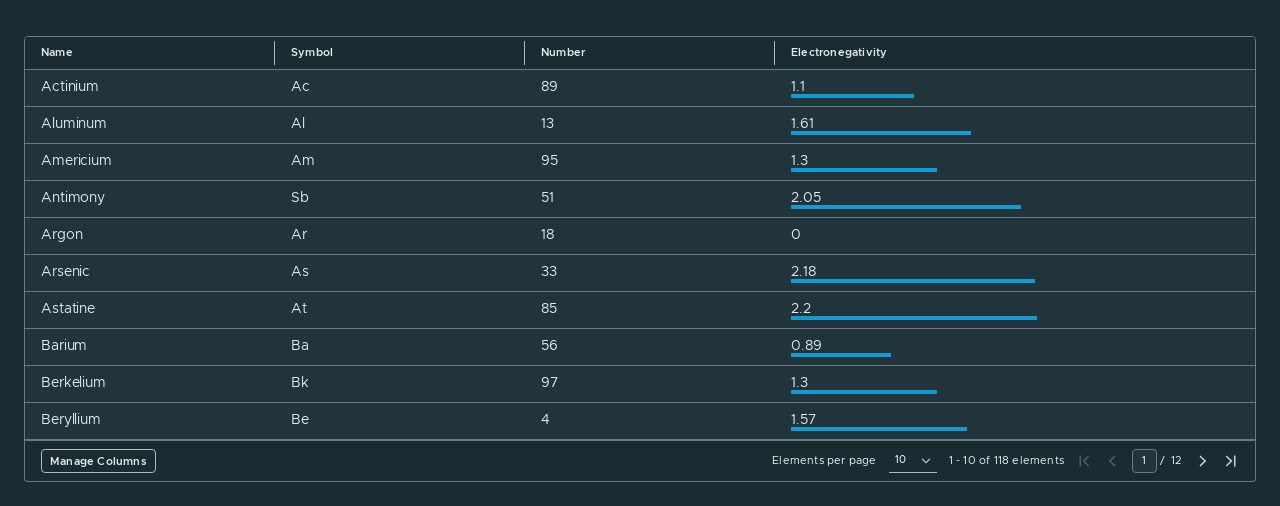 Name Symbol Number Electronegativity
Actinium Ac 89 1.1
Aluminum Al 13 1.61
Americium Am 95 1.3
Antimony Sb 51 2.05
Argon Ar 18 0
Arsenic As 33 2.18
Astatine At 85 2.2
Barium Ba 56 0.89
Berkelium Bk 97 1.3
Beryllium Be 4 1.57
Manage Columns Elements per page 10 1 - 10 of 118 elements 1 / 12